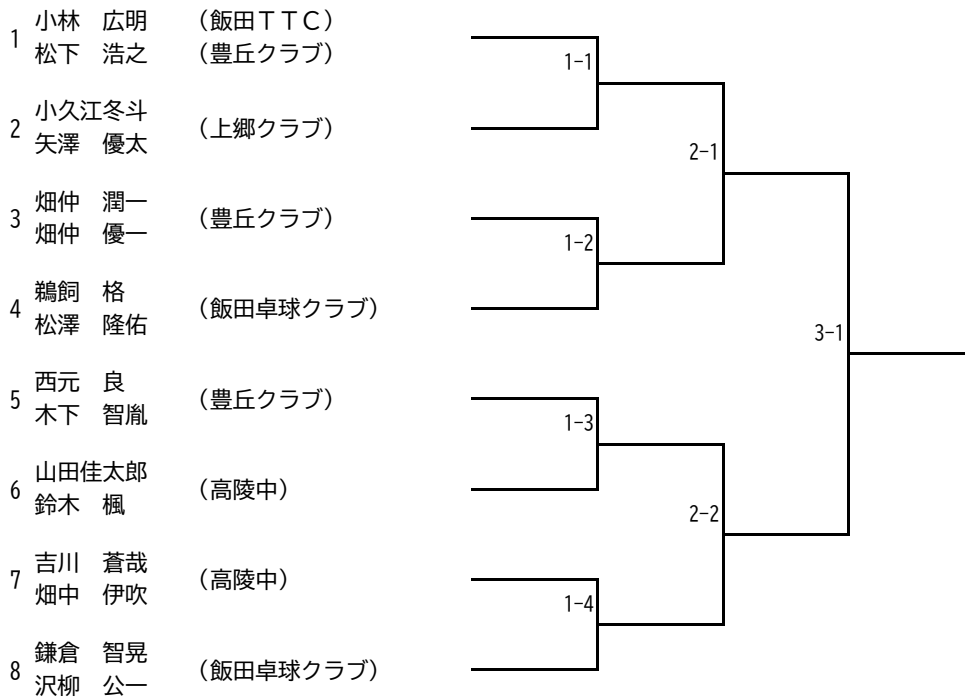 1 小林　広明　（飯田ＴＴＣ）
松下　浩之　（豊丘クラブ）
1-1
2 小久江冬斗
矢澤　優太　（上郷クラブ）
2-1
3 畑仲　潤一
畑仲　優一　（豊丘クラブ）
1-2
4 鵜飼　格
松澤　隆佑　（飯田卓球クラブ）
3-1
5 西元　良
木下　智胤　（豊丘クラブ）
1-3
6 山田佳太郎
鈴木　楓　（高陵中）
2-2
7 吉川　蒼哉
畑中　伊吹　（高陵中）
1-4
8 鎌倉　智晃
沢柳　公一　（飯田卓球クラブ）